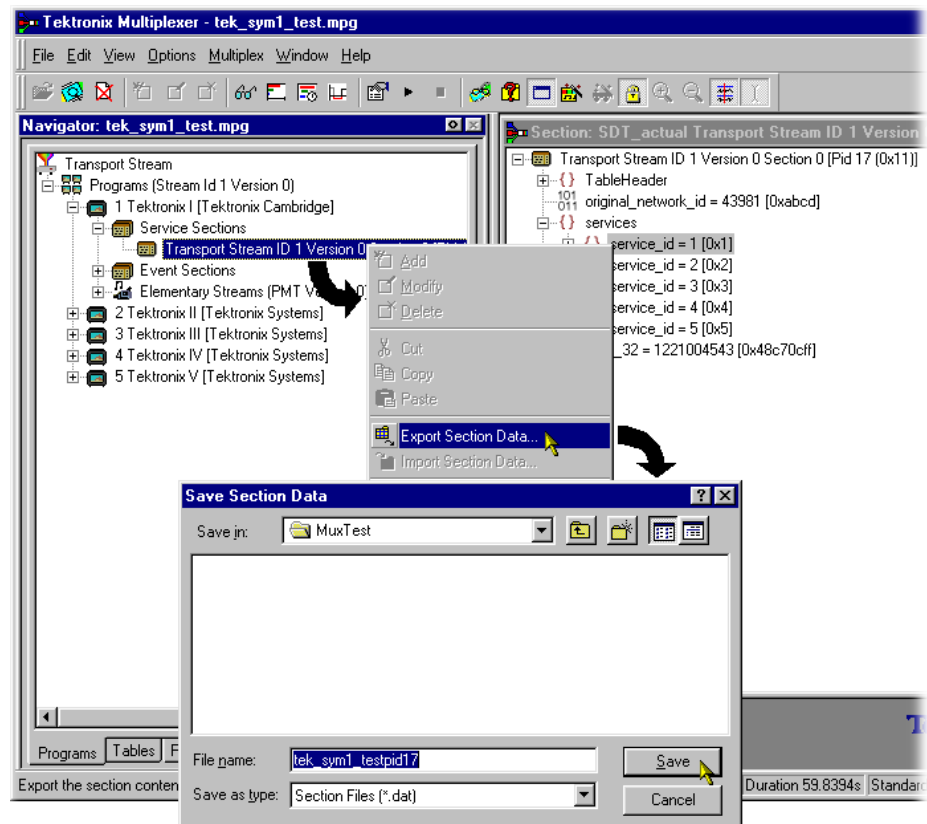 Tektronix Multiplexer - tek_sym1_test.mpg
File Edit View Options Multiplex Window Help
Navigator: tek_sym1_test.mpg
Transport Stream
Programs (Stream Id 1 Version 0)
1 Tektronix I [Tektronix Cambridge]
Service Sections
Transport Stream ID 1 Version 0
Event Sections
Elementary Streams (PMT
2 Tektronix II [Tektronix Systems]
3 Tektronix III [Tektronix Systems]
4 Tektronix IV [Tektronix Systems]
5 Tektronix V [Tektronix Systems]
Section: SDT_actual Transport Stream ID 1 Version
Transport Stream ID 1 Version 0 Section 0 [Pid 17 (0x11)]
TableHeader
original_network_id = 43981 [0xabcd]
services
service_id = 1 [0x1]
service_id = 2 [0x2]
service_id = 3 [0x3]
service_id = 4 [0x4]
service_id = 5 [0x5]
_32 = 1221004543 [0x48c70cff]
Add
Modify
Delete
Cut
Copy
Paste
Export Section Data...
Import Section Data...
Save Section Data
Save in: MuxTest
File name: tek_sym1_testpid17
Save
Save as type: Section Files (*.dat)
Cancel
Programs Tables F
Export the section conten
Duration 59.8394s Standard